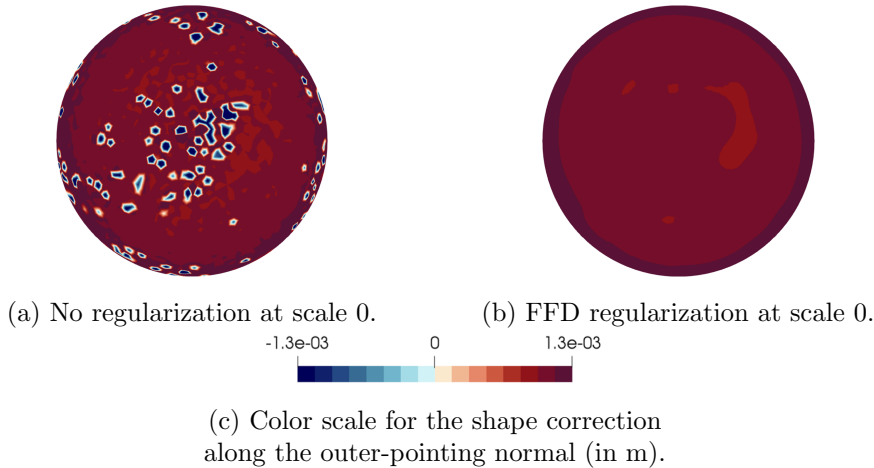 (a) No regularization at scale 0.
(b) FFD regularization at scale 0.
-1.3e-03 0 1.3e-03
(c) Color scale for the shape correction
along the outer-pointing normal (in m).